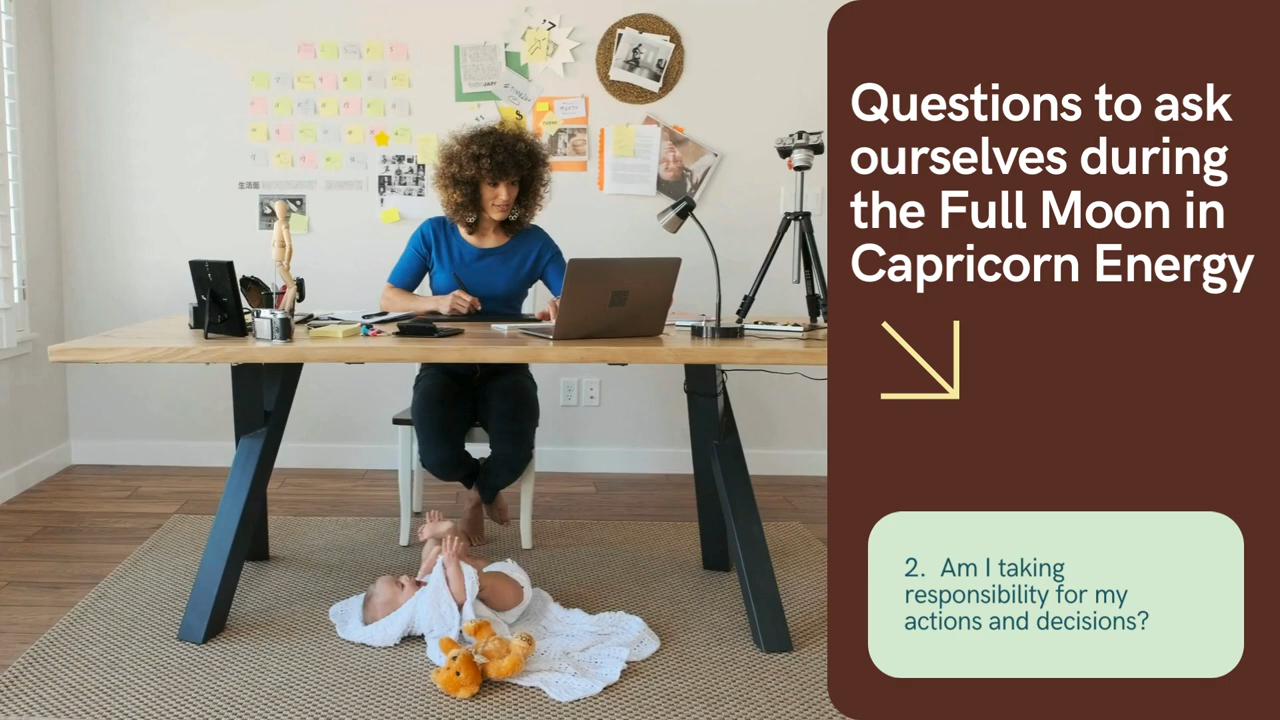 Questions to ask
ourselves during
the Full Moon in
Capricorn Energy
2. Am I taking
responsibility for my
actions and decisions?